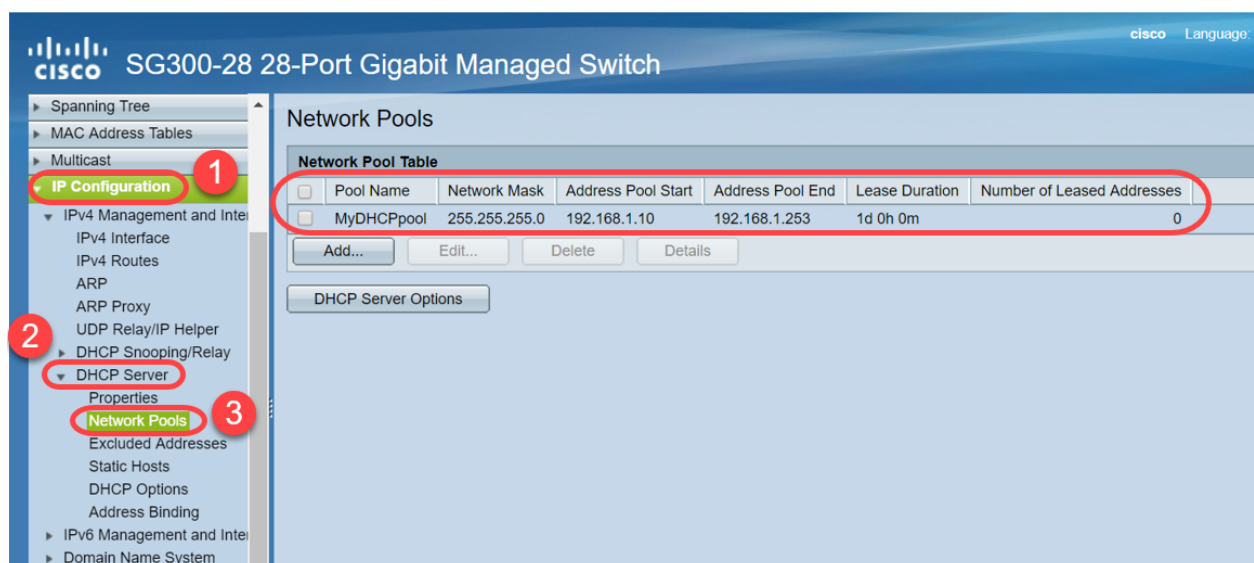 cisco Language:
CISCO SG300-28 28-Port Gigabit Managed Switch
Spanning Tree
MAC Address Tables
Multicast
1
IP Configuration
IPv4 Management and Inte
IPv4 Interface
IPv4 Routes
ARP
ARP Proxy
UDP Relay/IP Helper
2
DHCP Snooping/Relay
DHCP Server
Properties
Network Pools
3
Excluded Addresses
Static Hosts
DHCP Options
Address Binding
IPv6 Management and Inte
Domain Name System
Network Pools
Network Pool Table
Pool Name Network Mask Address Pool Start Address Pool End Lease Duration Number of Leased Addresses
MyDHCPpool 255.255.255.0 192.168.1.10 192.168.1.253 1d 0h 0m 0
Add... Edit... Delete Details
DHCP Server Options